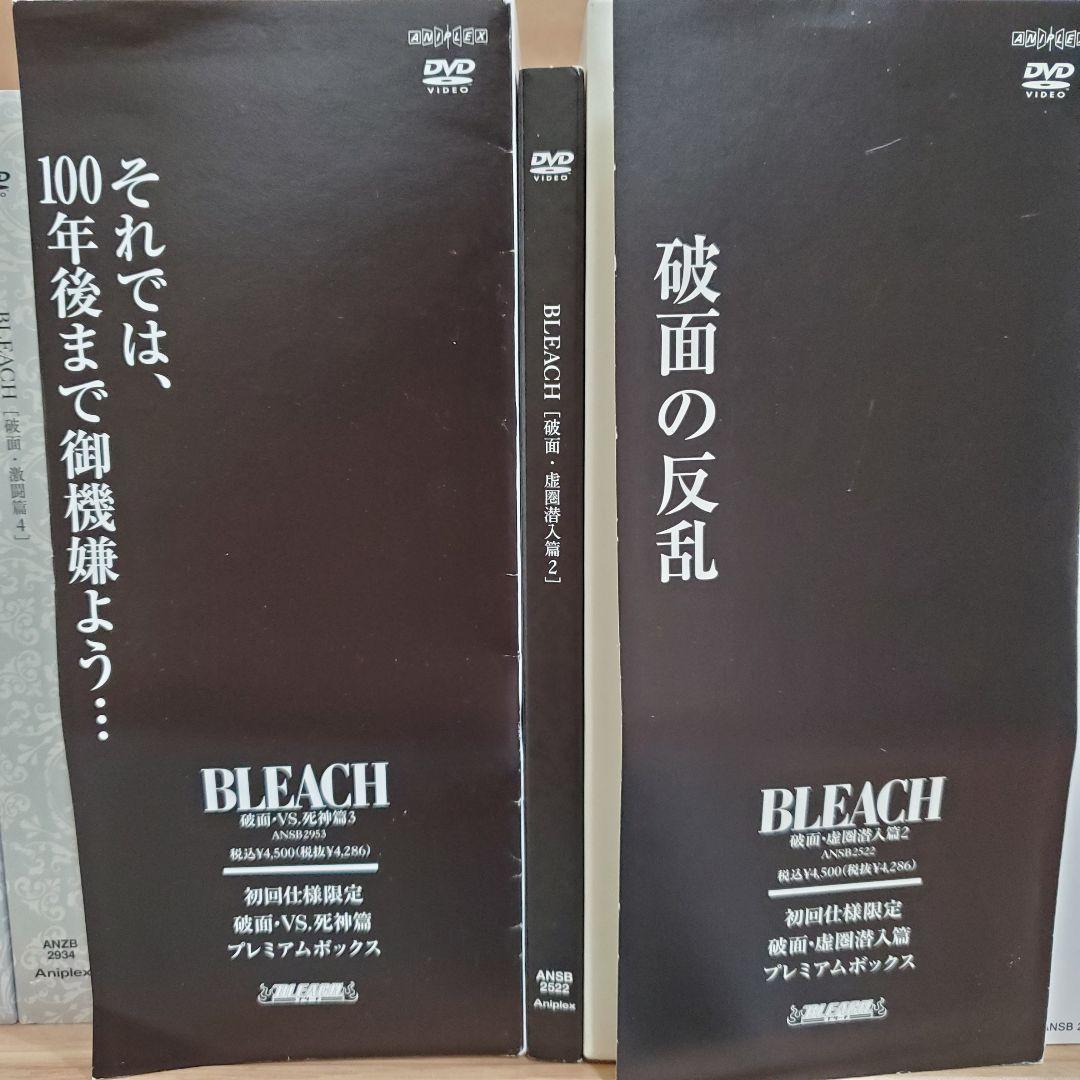 BLEACH [破面・激闘篇 4]
ANZB
2934
Aniplex
ANIPLEX
DVD
VIDEO
それでは、
100年後まで御機嫌よう…
BLEACH
破面・VS.死神篇3
ANSB2953
税込¥4,500(税抜¥4,286)
初回仕様限定
破面・VS.死神篇
プレミアムボックス
BLEACH
DVD
VIDEO
BLEACH [破面・虚圏潜入篇 2]
ANSB
2522
Aniplex
ANIPLEX
DVD
VIDEO
破面の反乱
BLEACH
破面・虚圏潜入篇2
ANSB2522
税込¥4,500(税抜¥4,286)
初回仕様限定
破面・虚圏潜入篇
プレミアムボックス
BLEACH